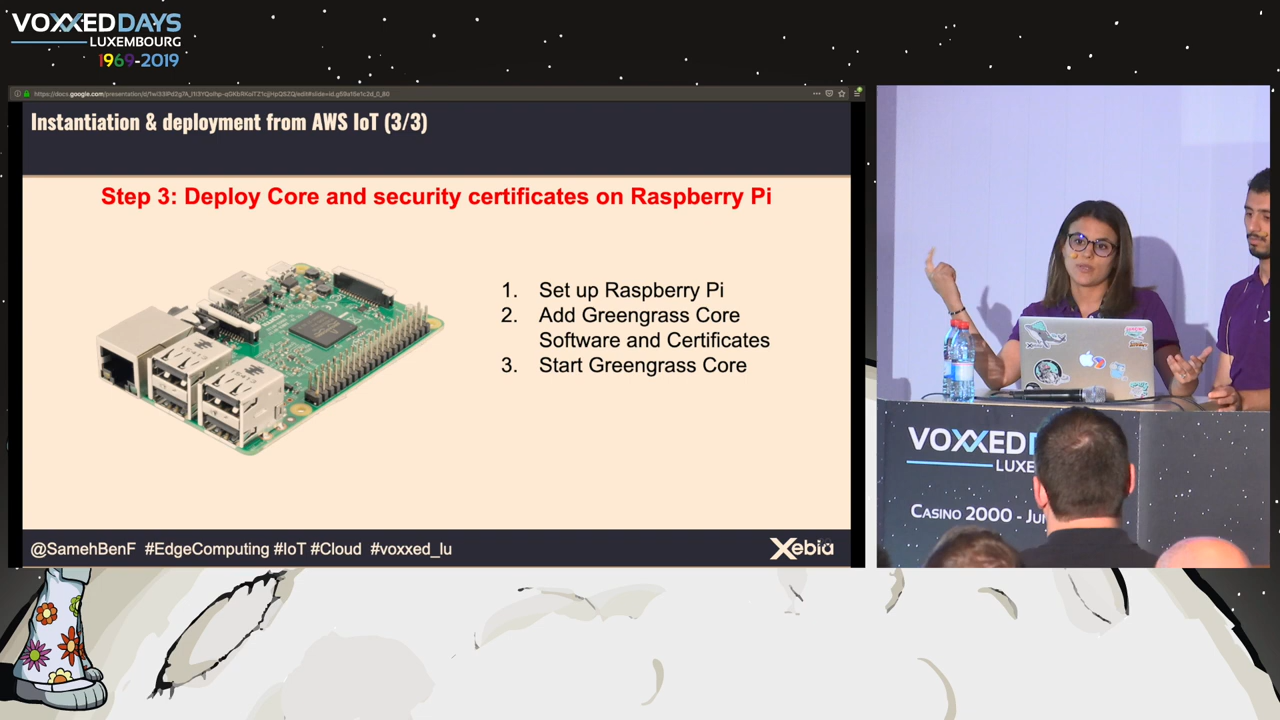 VOXXED DAYS
LUXEMBOURG
1969-2019
Instantiation & deployment from AWS IoT (3/3)
Step 3: Deploy Core and security certificates on Raspberry Pi
1. Set up Raspberry Pi
2. Add Greengrass Core
Software and Certificates
3. Start Greengrass Core
@SamehBenF #EdgeComputing #IoT #Cloud #voxxed_lu
Xebia
VOXXED
LUXE
CASINO 2000 - JU